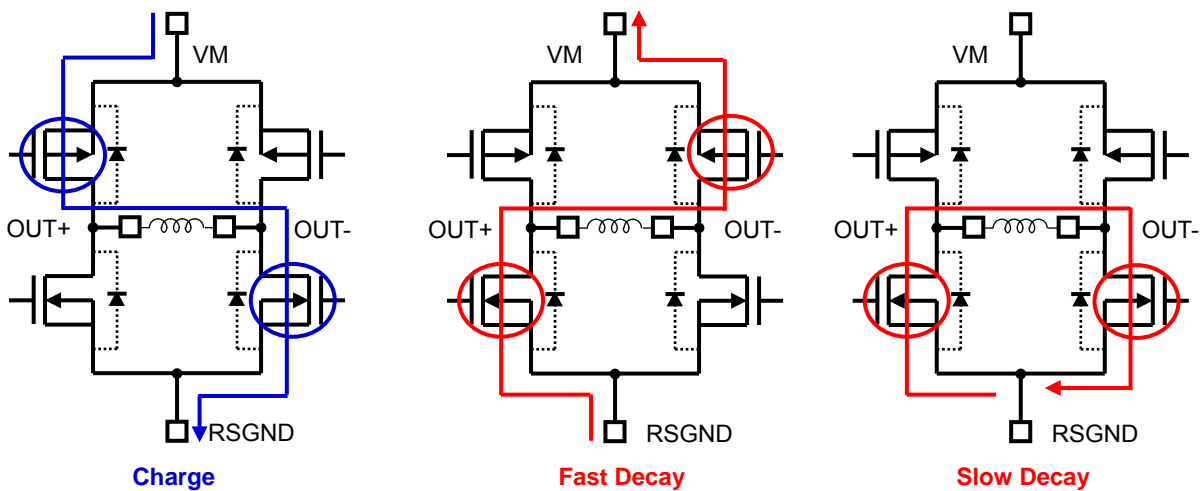 VM
OUT+
OUT-
RSGND
Charge
VM
OUT+
OUT-
RSGND
Fast Decay
VM
OUT+
OUT-
RSGND
Slow Decay